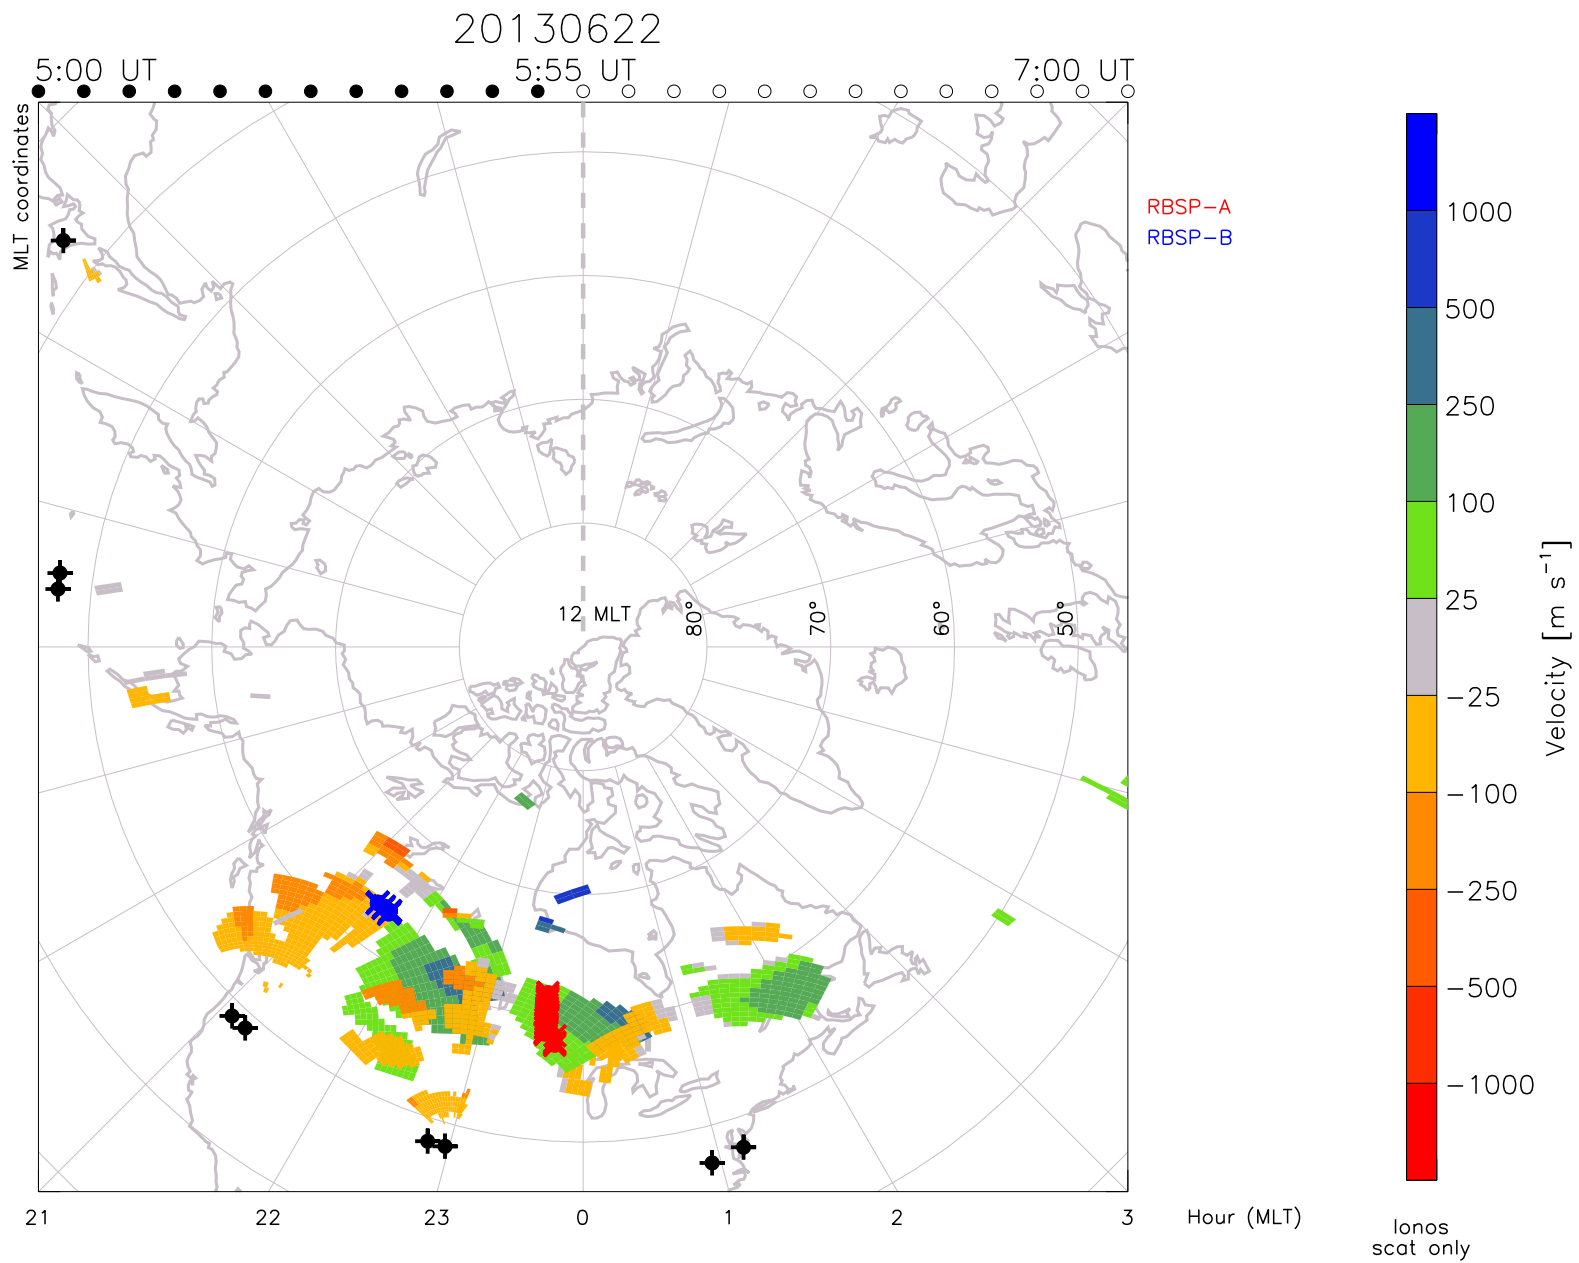 20130622
5:00 UT
5:55 UT
7:00 UT
MLT coordinates
RBSP-A
RBSP-B
12 MLT
80°
70°
60°
50°
1000
500
250
100
25
-25
-100
-250
-500
-1000
Velocity [m s⁻¹]
21
22
23
0
1
2
3
Hour (MLT)
Ionos
scat only